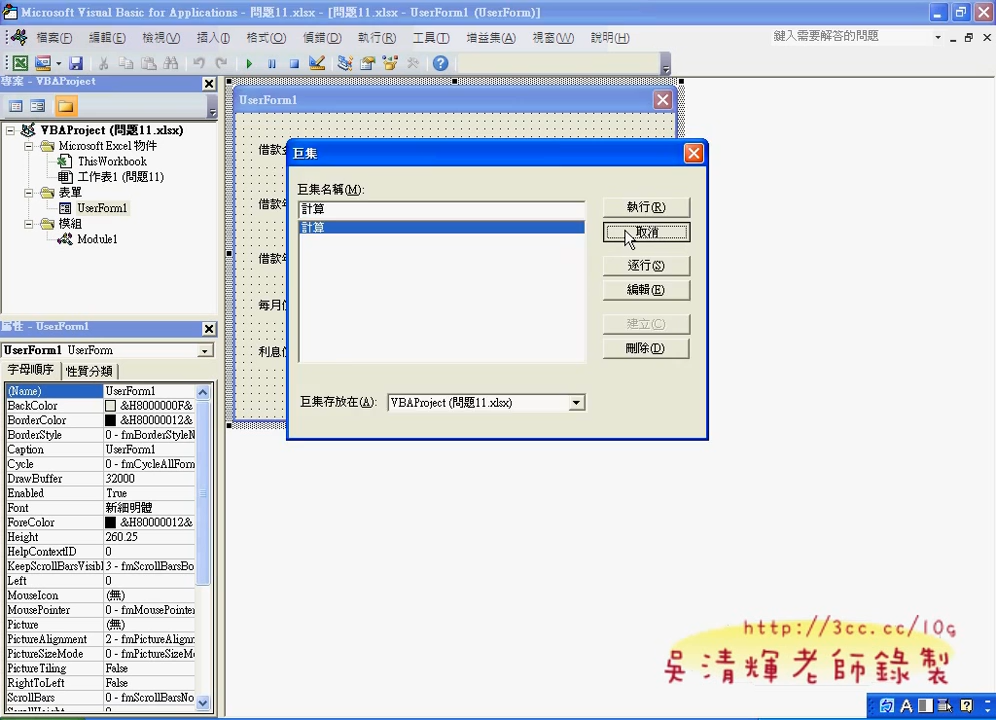 Microsoft Visual Basic for Applications - 問題11.xlsx - [問題11.xlsx - UserForm1 (UserForm)]
檔案(F) 編輯(E) 檢視(V) 插入(I) 格式(O) 偵錯(D) 執行(R) 工具(T) 增益集(A) 視窗(W) 說明(H) 鍵入需要解答的問題
專案 - VBAProject
VBAProject (問題11.xlsx)
Microsoft Excel 物件
ThisWorkbook
工作表1 (問題11)
表單
UserForm1
模組
Module1
屬性 - UserForm1
UserForm1 UserForm
字母順序 性質分類
(Name) UserForm1
BackColor &H8000000F&
BorderColor &H80000012&
BorderStyle 0 - fmBorderStyleN
Caption UserForm1
Cycle 0 - fmCycleAllForm
DrawBuffer 32000
Enabled True
Font 新細明體
ForeColor &H80000012&
Height 260.25
HelpContextID 0
KeepScrollBarsVisibl 3 - fmScrollBarsBo
Left 0
MouseIcon (無)
MousePointer 0 - fmMousePointer
Picture (無)
PictureAlignment 2 - fmPictureAlignn
PictureSizeMode 0 - fmPictureSizeM
PictureTiling False
RightToLeft False
ScrollBars 0 - fmScrollBarsNo
UserForm1
借款
借款
借款
每月
利息
巨集
巨集名稱(M):
計算
計算
執行(R)
取消
逐行(S)
編輯(E)
建立(C)
刪除(D)
巨集存放在(A): VBAProject (問題11.xlsx)
http://3cc.cc/10g
吳清輝老師錄製